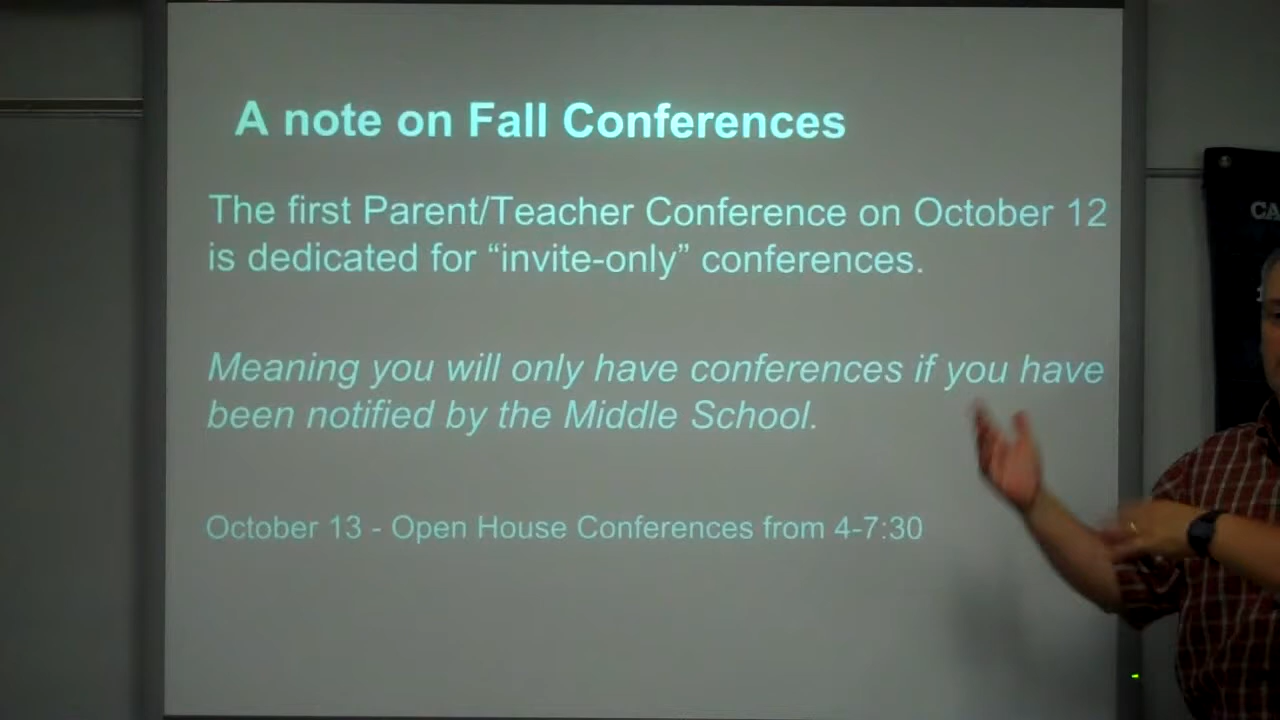 A note on Fall Conferences
The first Parent/Teacher Conference on October 12
is dedicated for “invite-only” conferences.
Meaning you will only have conferences if you have
been notified by the Middle School.
October 13 - Open House Conferences from 4-7:30
CA